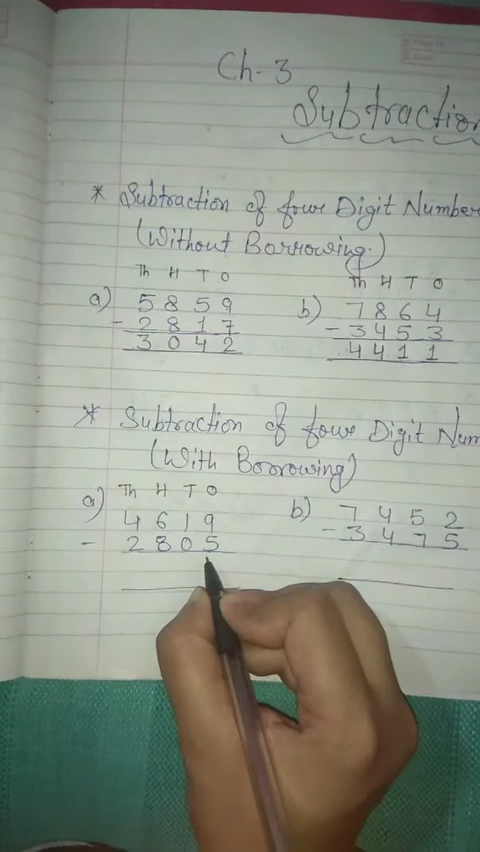 Ch-3
Subtraction
* Subtraction of four Digit Number
(Without Borrowing)
Th H T O
Th H T O
a) 5 8 5 9
- 2 8 1 7
3 0 4 2
b) 7 8 6 4
- 3 4 5 3
4 4 1 1
* Subtraction of four Digit Num
(With Borrowing)
Th H T O
a) 4 6 1 9
- 2 8 0 5
b) 7 4 5 2
- 3 4 7 5